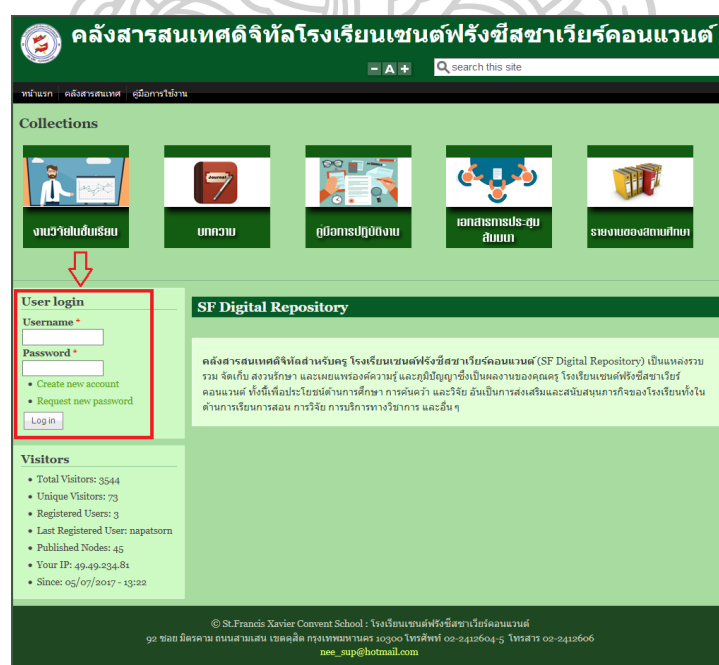 คลังสารสนเทศดิจิทัลโรงเรียนเซนต์ฟรังซีสซาเวียร์คอนแวนต์
- A +
search this site
หน้าแรก คลังสารสนเทศ คู่มือการใช้งาน
Collections
Journal
งานวิจัยในชั้นเรียน บทความ คู่มือการปฏิบัติงาน เอกสารการประชุม สัมมนา รายงานของสถานศึกษา
User login
Username *
Password *
Create new account
Request new password
Log in
SF Digital Repository
คลังสารสนเทศดิจิทัลสำหรับครู โรงเรียนเซนต์ฟรังซีสซาเวียร์คอนแวนต์ (SF Digital Repository) เป็นแหล่งรวบ
รวม จัดเก็บ สงวนรักษา และเผยแพร่องค์ความรู้ และภูมิปัญญาซึ่งเป็นผลงานของคุณครู โรงเรียนเซนต์ฟรังซีสซาเวียร์
คอนแวนต์ ทั้งนี้เพื่อประโยชน์ด้านการศึกษา การค้นคว้า และวิจัย อันเป็นการส่งเสริมและสนับสนุนภารกิจของโรงเรียนทั้งใน
ด้านการเรียนการสอน การวิจัย การบริการทางวิชาการ และอื่น ๆ
Visitors
Total Visitors: 3544
Unique Visitors: 73
Registered Users: 3
Last Registered User: napatsorn
Published Nodes: 45
Your IP: 49.49.234.81
Since: 05/07/2017 - 13:22
© St.Francis Xavier Convent School : โรงเรียนเซนต์ฟรังซีสซาเวียร์คอนแวนต์
92 ซอย มิตรคาม ถนนสามเสน เขตดุสิต กรุงเทพมหานคร 10300 โทรศัพท์ 02-2412604-5 โทรสาร 02-2412606
nee_sup@hotmail.com